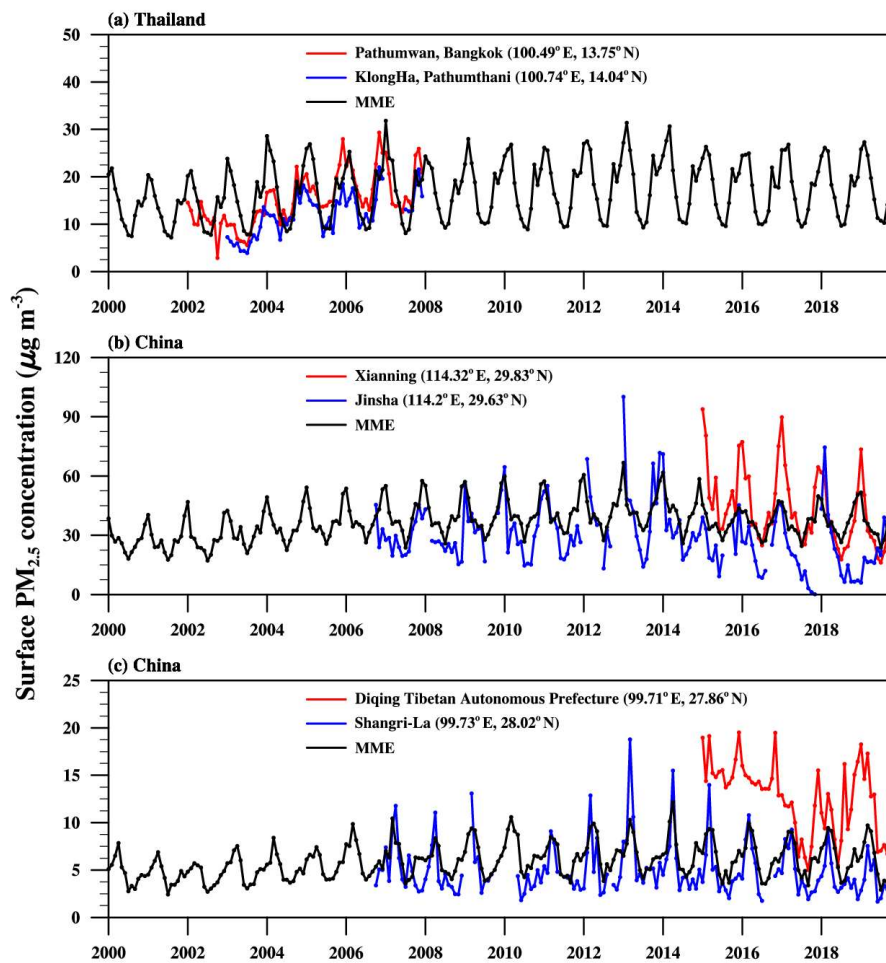 (a) Thailand
50
Pathumwan, Bangkok (100.49° E, 13.75° N)
40
KlongHa, Pathumthani (100.74° E, 14.04° N)
MME
30
20
10
0
2000 2002 2004 2006 2008 2010 2012 2014 2016 2018
Surface PM2.5 concentration (μg m-3)
(b) China
120
Xianning (114.32° E, 29.83° N)
Jinsha (114.2° E, 29.63° N)
90
MME
60
30
0
2000 2002 2004 2006 2008 2010 2012 2014 2016 2018
(c) China
25
Diqing Tibetan Autonomous Prefecture (99.71° E, 27.86° N)
Shangri-La (99.73° E, 28.02° N)
20
MME
15
10
5
0
2000 2002 2004 2006 2008 2010 2012 2014 2016 2018